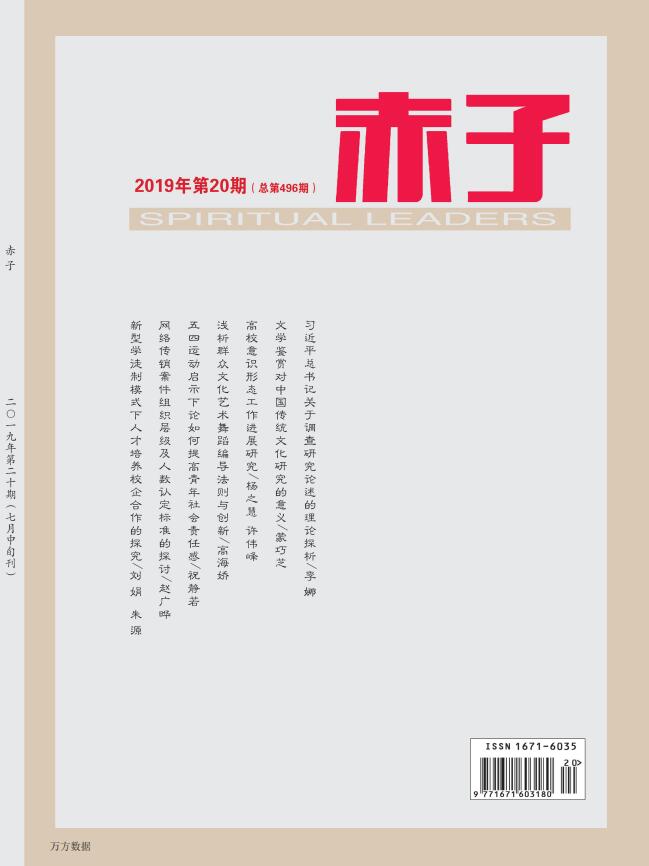 赤子
2019年第20期（总第496期）
SPIRITUAL LEADERS
赤子
二〇一九年第二十期（七月中旬刊）
习近平总书记关于调查研究论述的理论探析/李 娜
文学鉴赏对中国传统文化研究的意义/蒙巧芝
高校意识形态工作进展研究/杨之慧 许伟峰
浅析群众文化艺术舞蹈编导法则与创新/高海娇
五四运动启示下论如何提高青年社会责任感/祝静若
网络传销案件组织层级及人数认定标准的探讨/赵广晔
新型学徒制模式下人才培养校企合作的探究/刘 娟 朱 源
ISSN 1671-6035
20>
9 771671 603180
万方数据